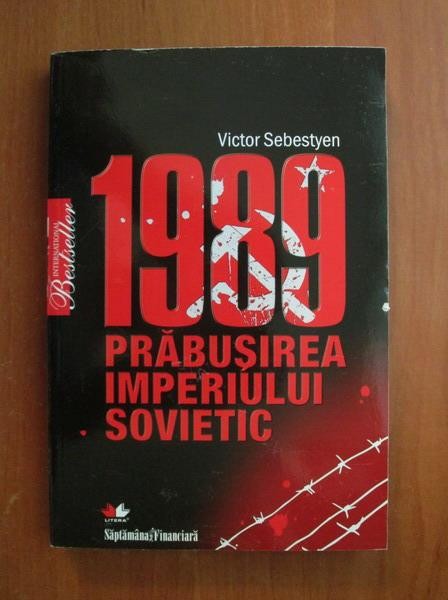 Victor Sebestyen
1989
PRĂBUȘIREA
IMPERIULUI
SOVIETIC
INTERNATIONAL
Bestseller
LITERA
Săptămâna Financiară